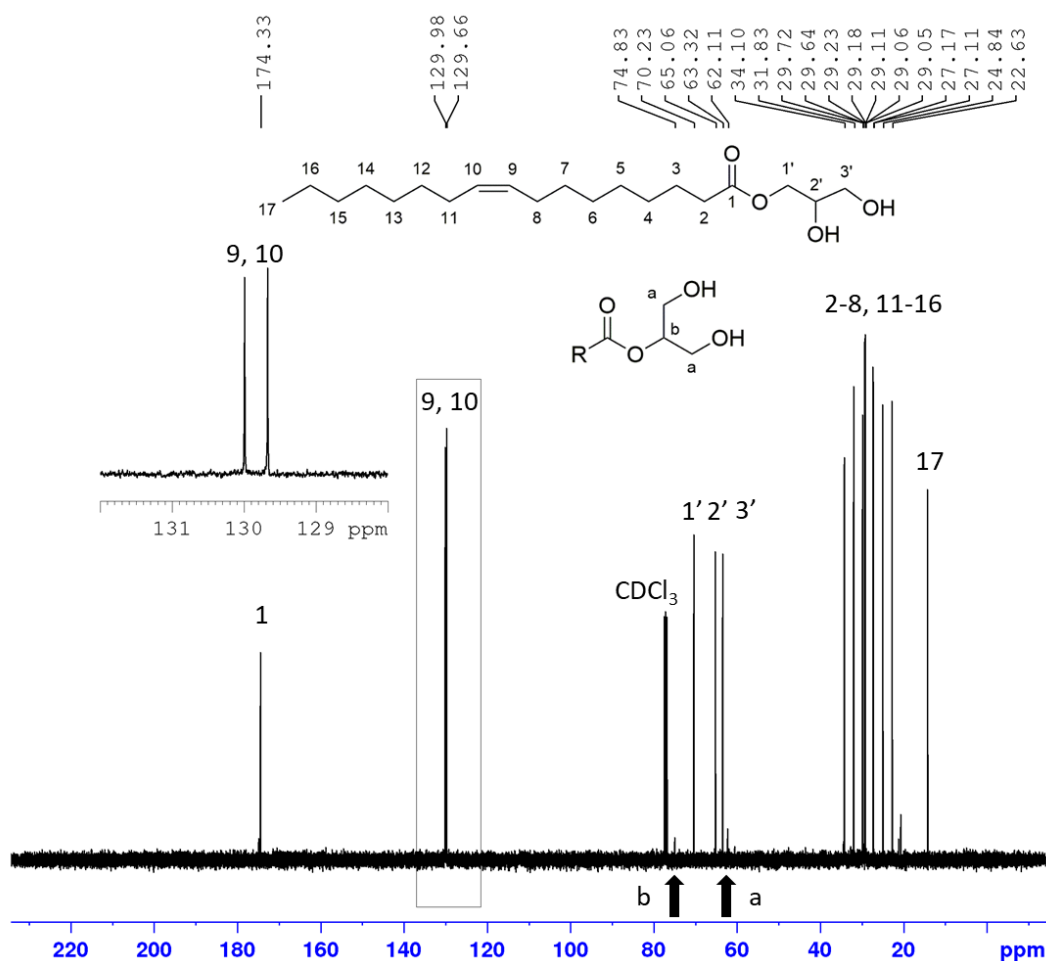 174.33 129.98 129.66 74.83 70.23 65.06 63.32 62.11 34.10 31.83 29.72 29.64 29.23 29.18 29.11 29.06 29.05 27.17 27.11 24.84 22.63
16 14 12 10 9 7 5 3 O 1' 3'
17 15 13 11 8 6 4 2 1 O 2' OH
OH
9, 10
a OH
O
b OH
R O a
2-8, 11-16
9, 10
17
1’ 2’ 3’
CDCl3
131 130 129 ppm
1
b a
220 200 180 160 140 120 100 80 60 40 20 ppm